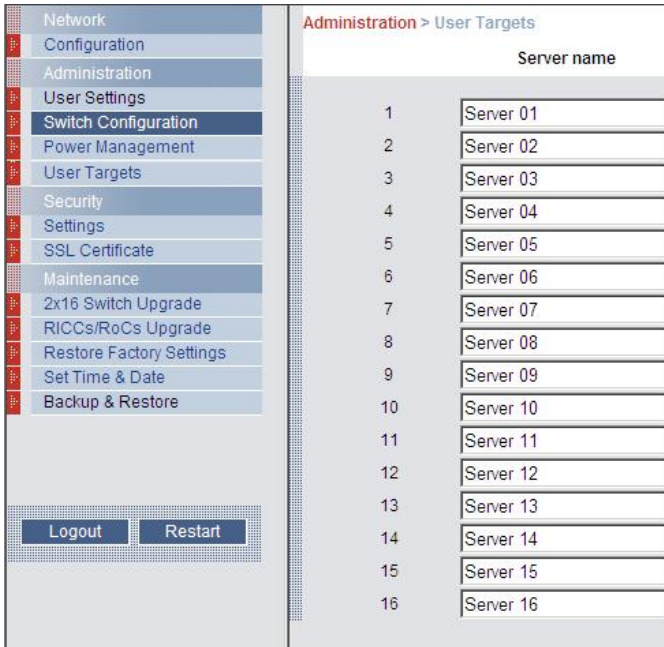 Network
Configuration
Administration
User Settings
Switch Configuration
Power Management
User Targets
Security
Settings
SSL Certificate
Maintenance
2x16 Switch Upgrade
RICCs/RoCs Upgrade
Restore Factory Settings
Set Time & Date
Backup & Restore
Logout Restart
Administration > User Targets
Server name
1 Server 01
2 Server 02
3 Server 03
4 Server 04
5 Server 05
6 Server 06
7 Server 07
8 Server 08
9 Server 09
10 Server 10
11 Server 11
12 Server 12
13 Server 13
14 Server 14
15 Server 15
16 Server 16